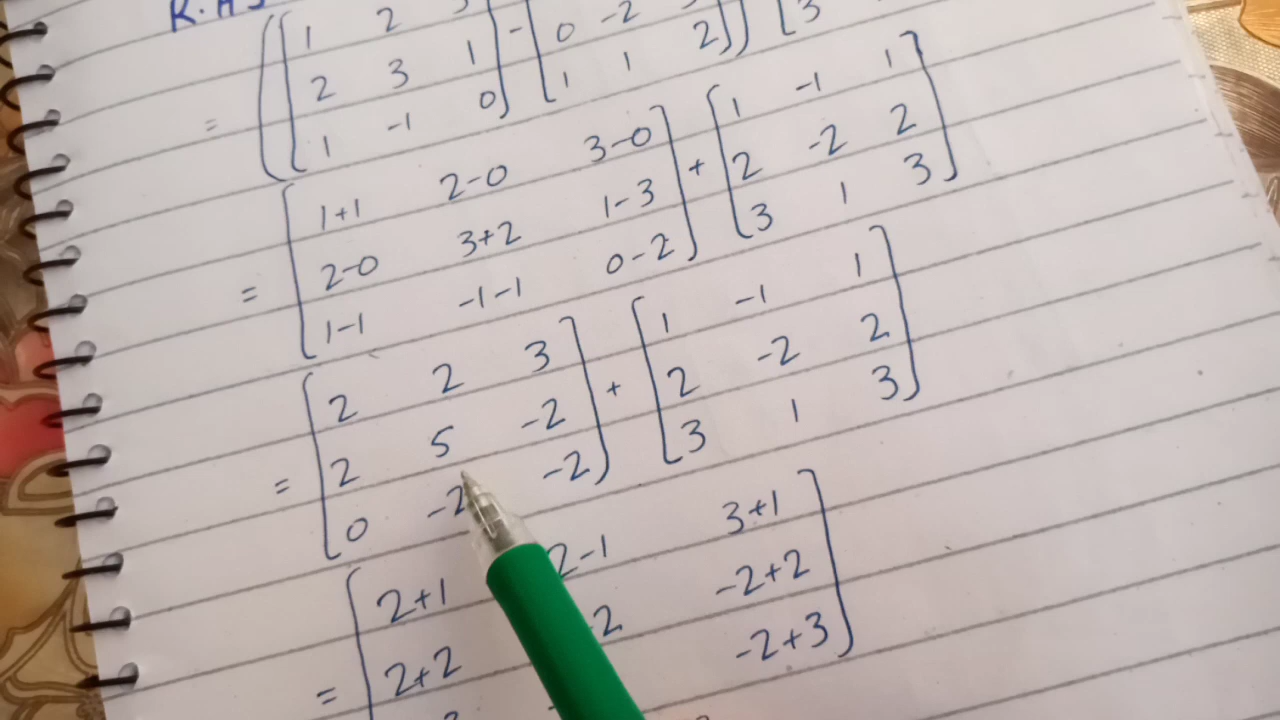 R.H.S
= ( [ 1 2 3 ] - [ 0 -2 ] ) [ 3
2 3 1 1 1 2
1 -1 0
= [ 1+1 2-0 3-0 ] + [ 1 -1 1 ]
2-0 3+2 1-3 2 -2 2
1-1 -1-1 0-2 3 1 3
= [ 2 2 3 ] + [ 1 -1 1 ]
2 5 -2 2 -2 2
0 -2 -2 3 1 3
= [ 2+1 2-1 3+1 ]
2+2 -2 -2+2
-2+3